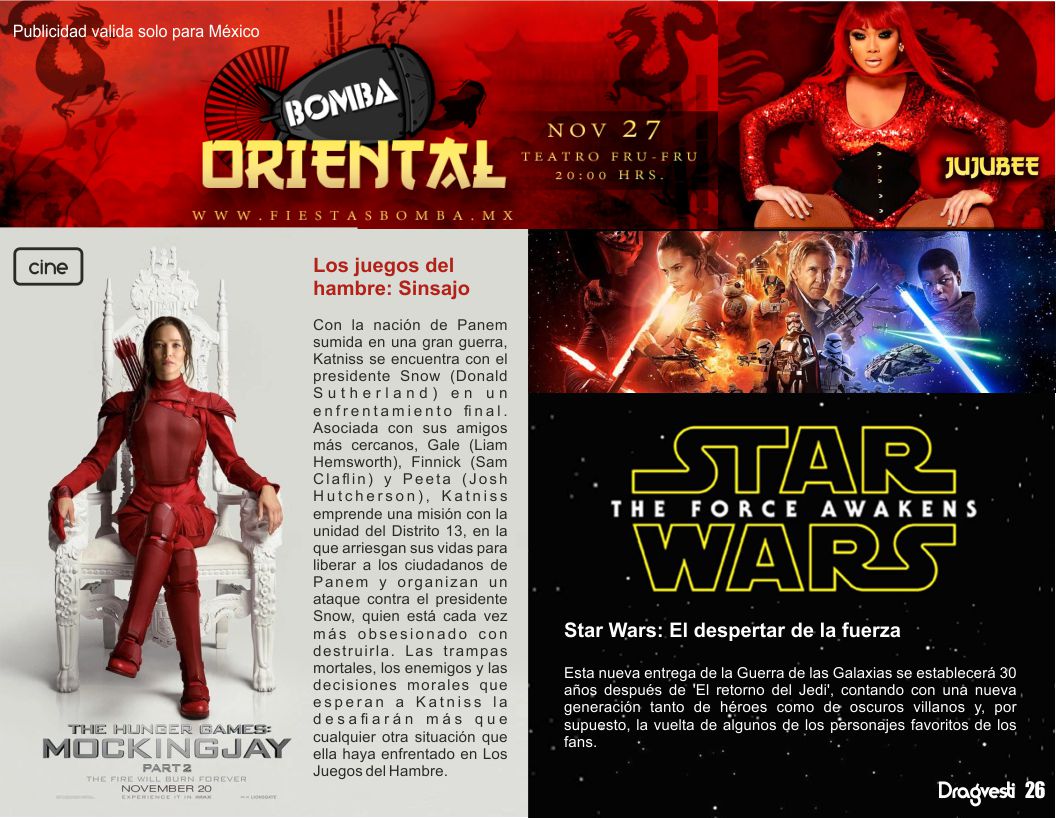 Publicidad valida solo para México
BOMBA
ORIENTAL
NOV 27
TEATRO FRU-FRU
20:00 HRS.
WWW.FIESTASBOMBA.MX
JUJUBEE
cine
Los juegos del
hambre: Sinsajo
Con la nación de Panem
sumida en una gran guerra,
Katniss se encuentra con el
presidente Snow (Donald
Sutherland) en un
enfrentamiento final.
Asociada con sus amigos
más cercanos, Gale (Liam
Hemsworth), Finnick (Sam
Claflin) y Peeta (Josh
Hutcherson), Katniss
emprende una misión con la
unidad del Distrito 13, en la
que arriesgan sus vidas para
liberar a los ciudadanos de
Panem y organizan un
ataque contra el presidente
Snow, quien está cada vez
más obsesionado con
destruirla. Las trampas
mortales, los enemigos y las
decisiones morales que
esperan a Katniss la
desafiarán más que
cualquier otra situación que
ella haya enfrentado en Los
Juegos del Hambre.
THE HUNGER GAMES:
MOCKINGJAY
PART 2
THE FIRE WILL BURN FOREVER
NOVEMBER 20
EXPERIENCE IT IN IMAX
LIONSGATE
STAR
THE FORCE AWAKENS
WARS
Star Wars: El despertar de la fuerza
Esta nueva entrega de la Guerra de las Galaxias se establecerá 30
años después de 'El retorno del Jedi', contando con una nueva
generación tanto de héroes como de oscuros villanos y, por
supuesto, la vuelta de algunos de los personajes favoritos de los
fans.
Dragvesti 26